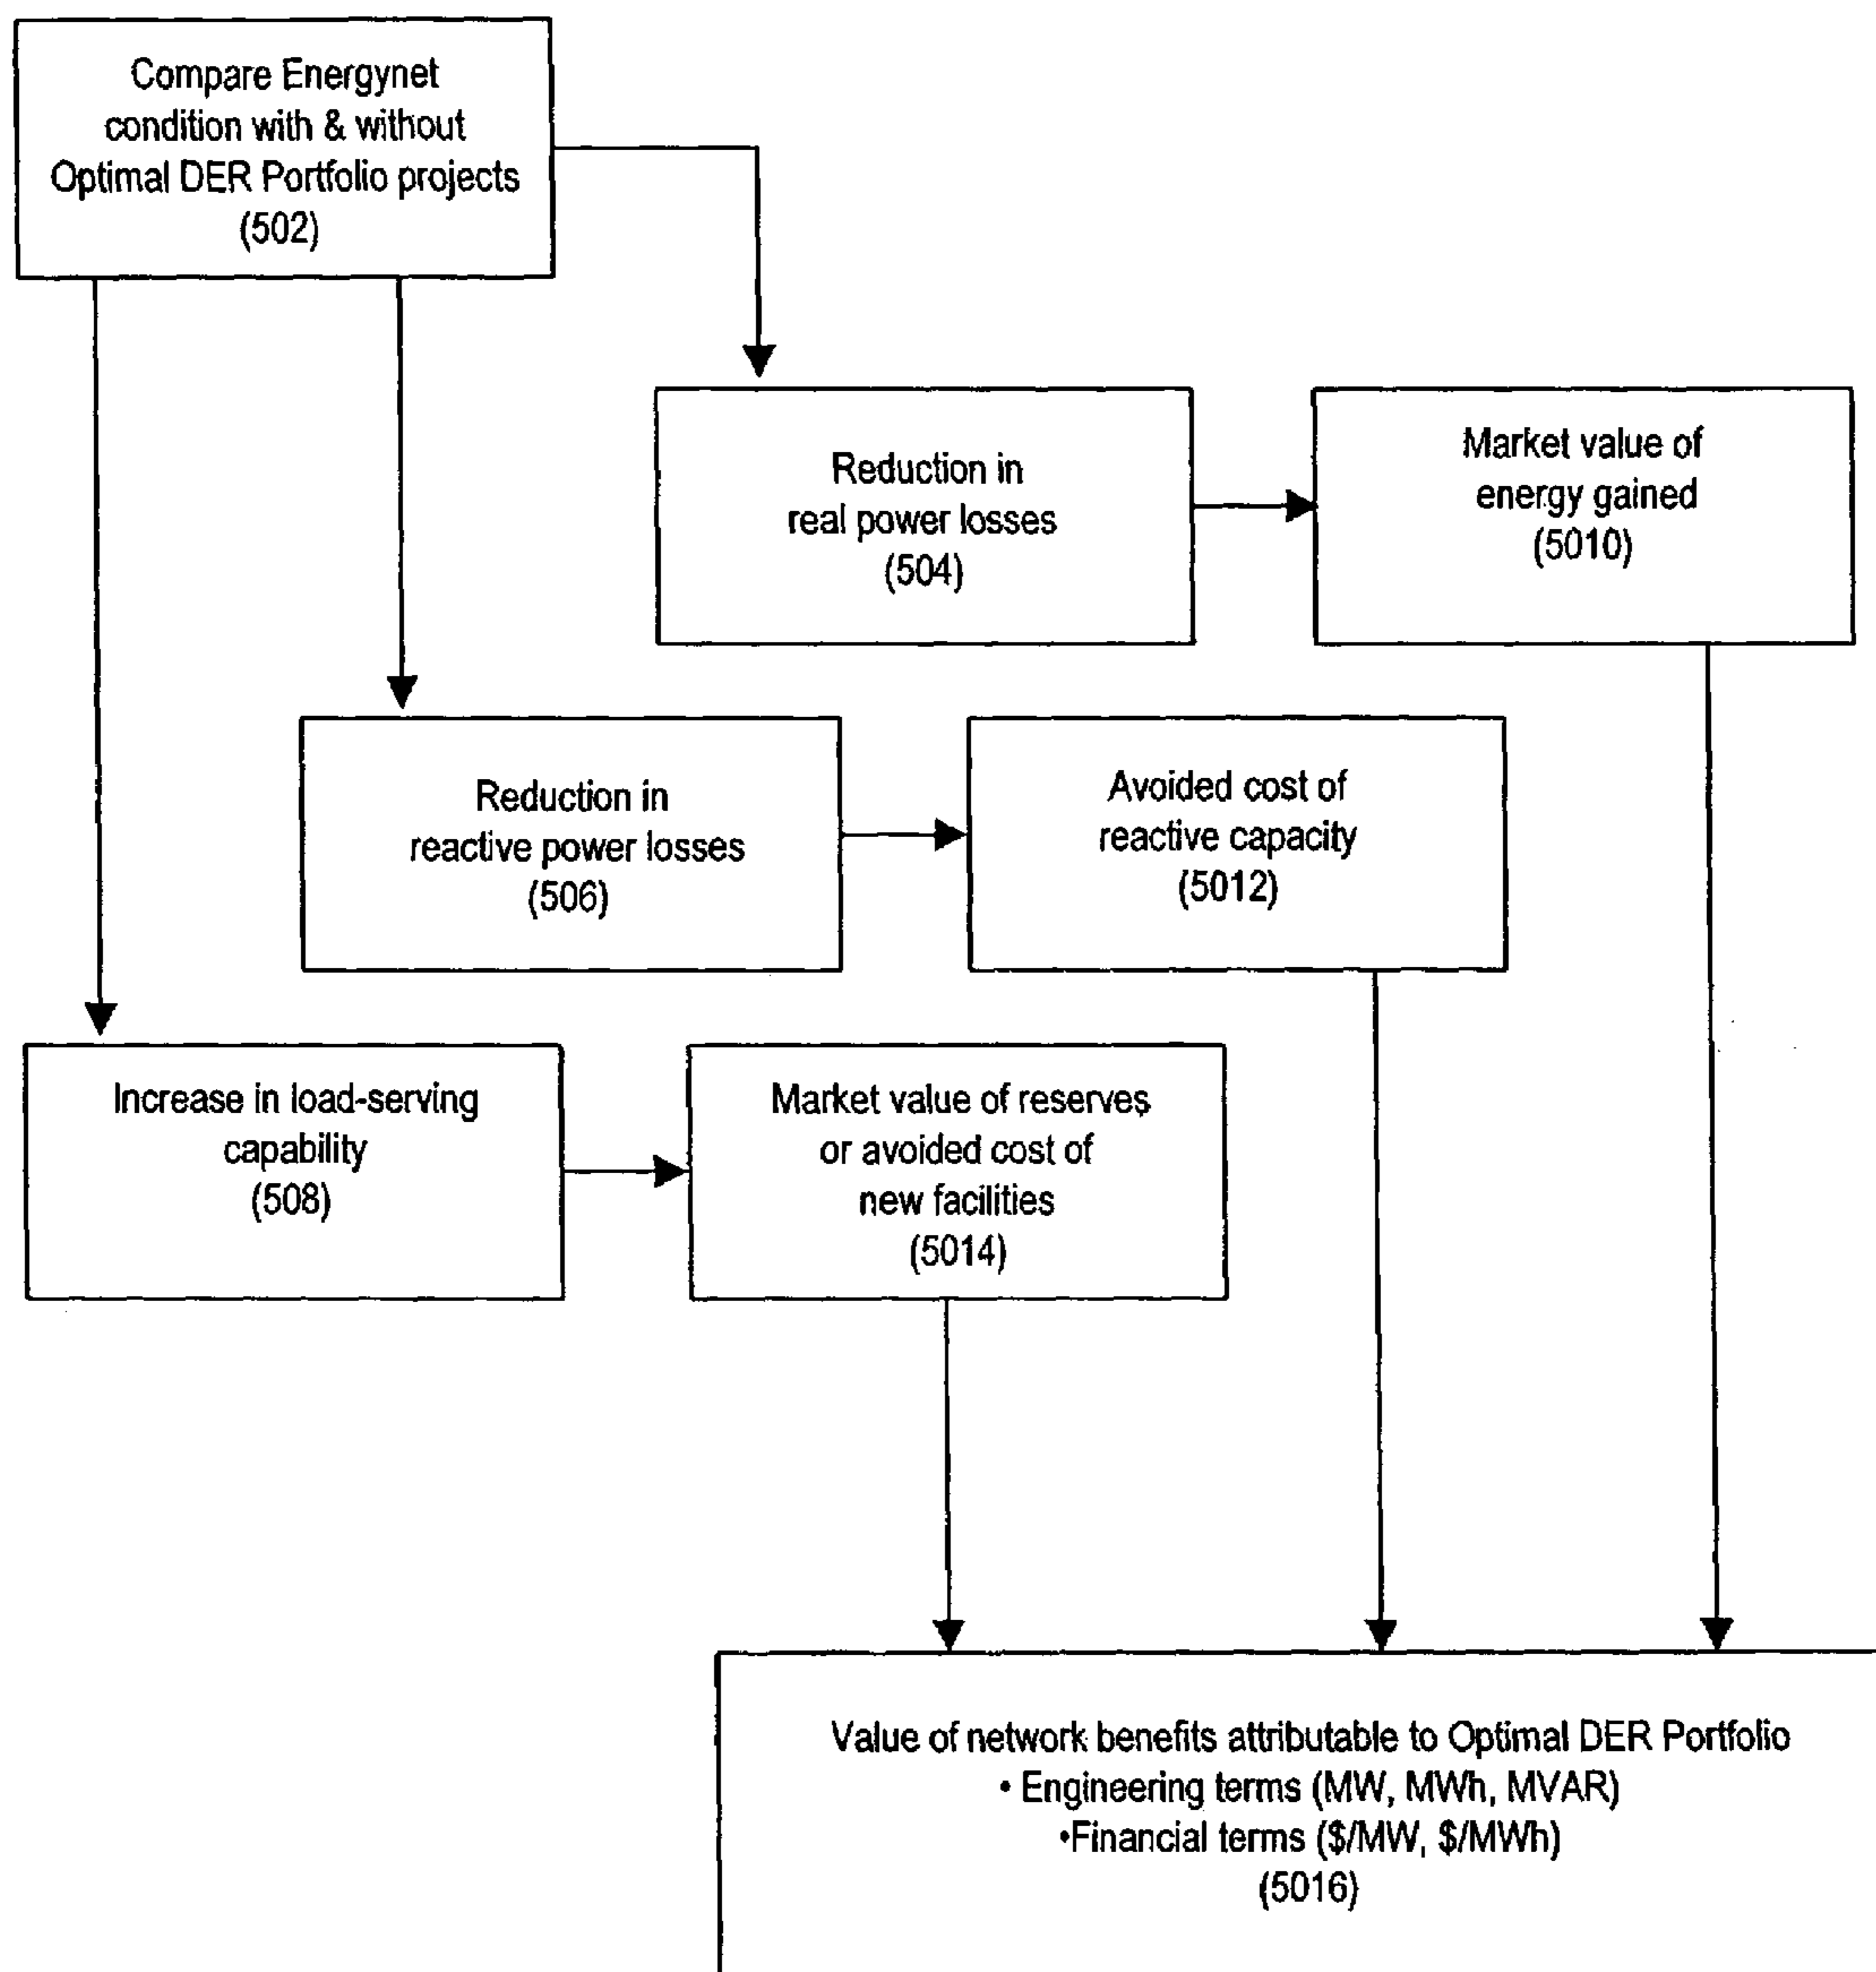 Compare Energynet
condition with & without
Optimal DER Portfolio projects
(502)
Reduction in
real power losses
(504)
Market value of
energy gained
(5010)
Reduction in
reactive power losses
(506)
Avoided cost of
reactive capacity
(5012)
Increase in load-serving
capability
(508)
Market value of reserves
or avoided cost of
new facilities
(5014)
Value of network benefits attributable to Optimal DER Portfolio
• Engineering terms (MW, MWh, MVAR)
•Financial terms ($/MW, $/MWh)
(5016)